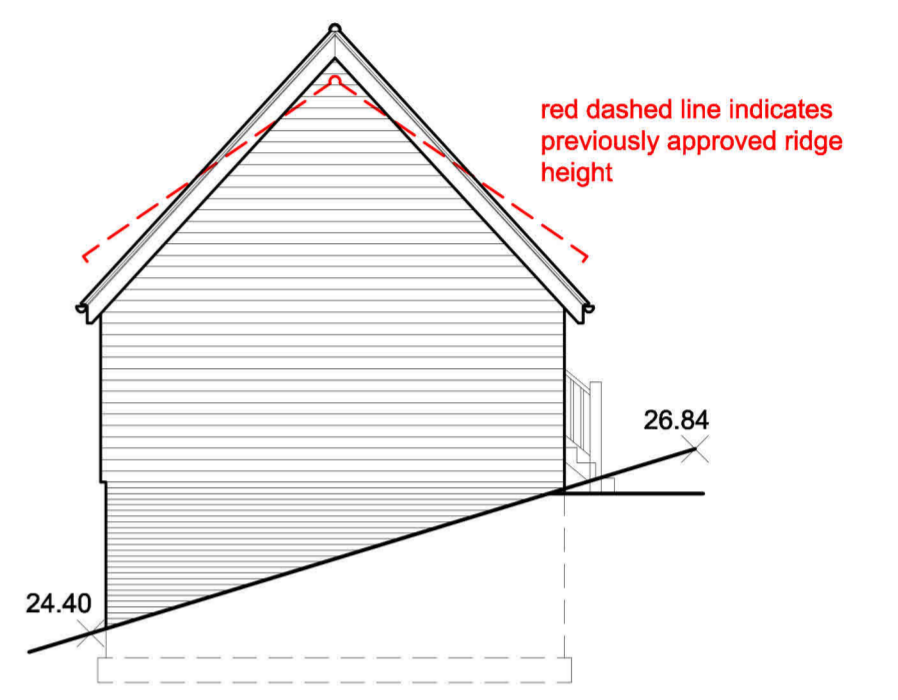 red dashed line indicates
previously approved ridge
height
26.84
24.40